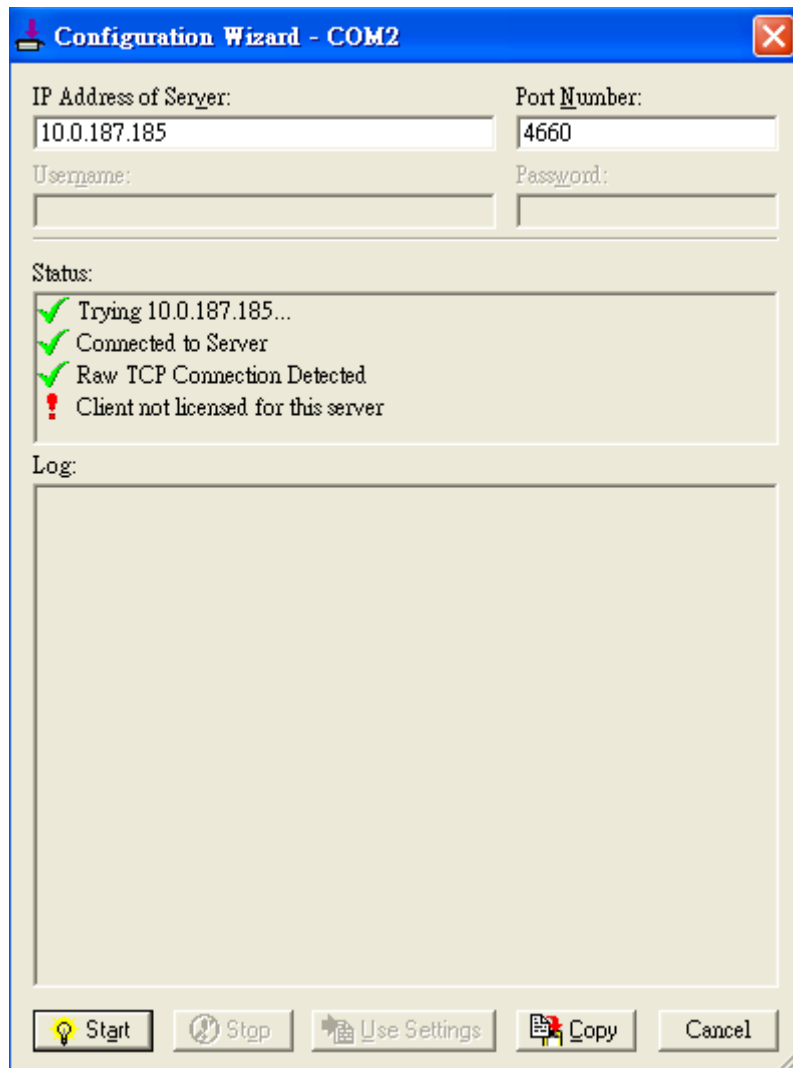 Configuration Wizard - COM2
IP Address of Server: Port Number:
10.0.187.185 4660
Username: Password:
Status:
Trying 10.0.187.185...
Connected to Server
Raw TCP Connection Detected
Client not licensed for this server
Log:
Start Stop Use Settings Copy Cancel